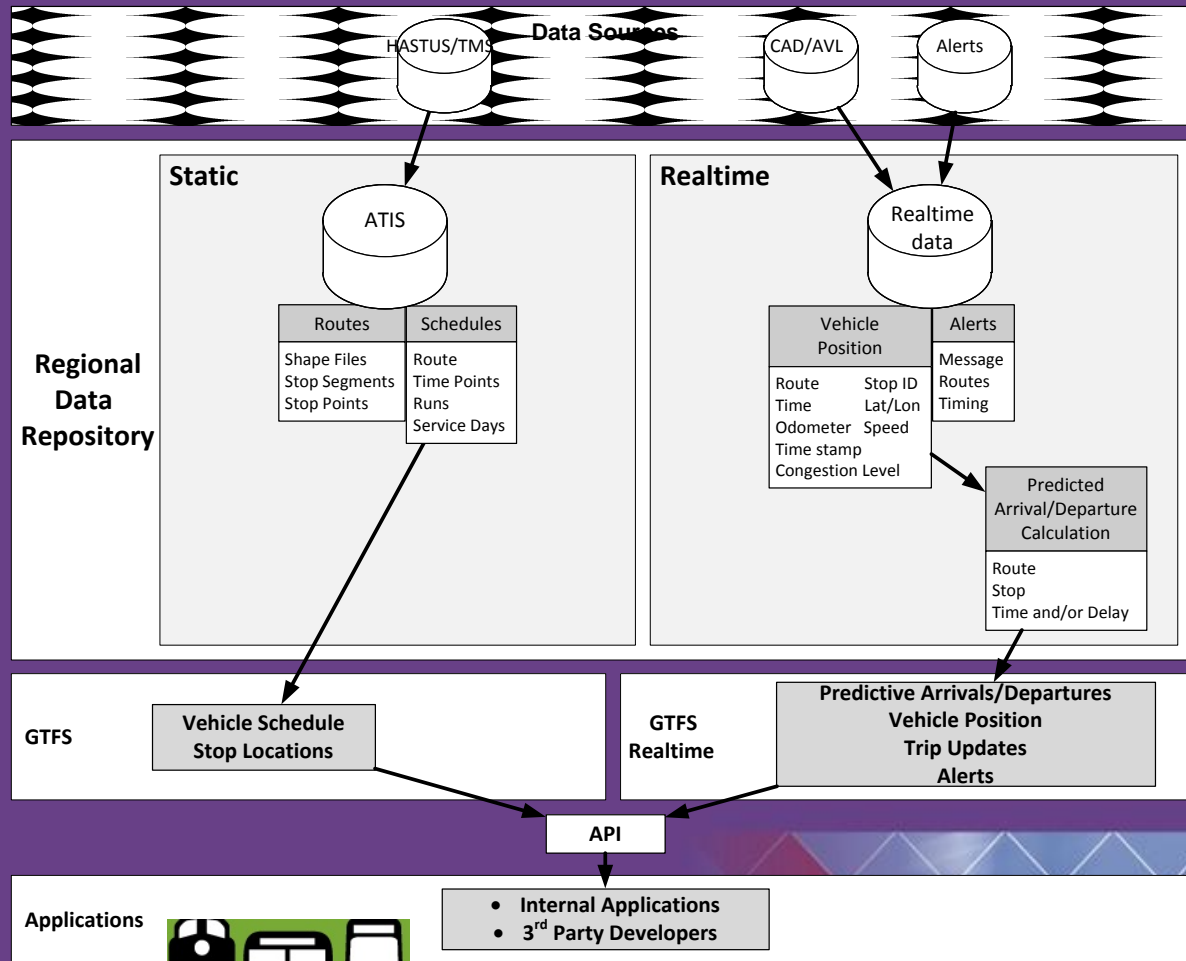 Data Sources
HASTUS/TMS
CAD/AVL
Alerts
Regional
Data
Repository
Static
ATIS
Routes
Shape Files
Stop Segments
Stop Points
Schedules
Route
Time Points
Runs
Service Days
Realtime
Realtime
data
Vehicle
Position
Route Stop ID
Time Lat/Lon
Odometer Speed
Time stamp
Congestion Level
Alerts
Message
Routes
Timing
Predicted
Arrival/Departure
Calculation
Route
Stop
Time and/or Delay
GTFS
Vehicle Schedule
Stop Locations
GTFS
Realtime
Predictive Arrivals/Departures
Vehicle Position
Trip Updates
Alerts
API
Applications
• Internal Applications
• 3rd Party Developers